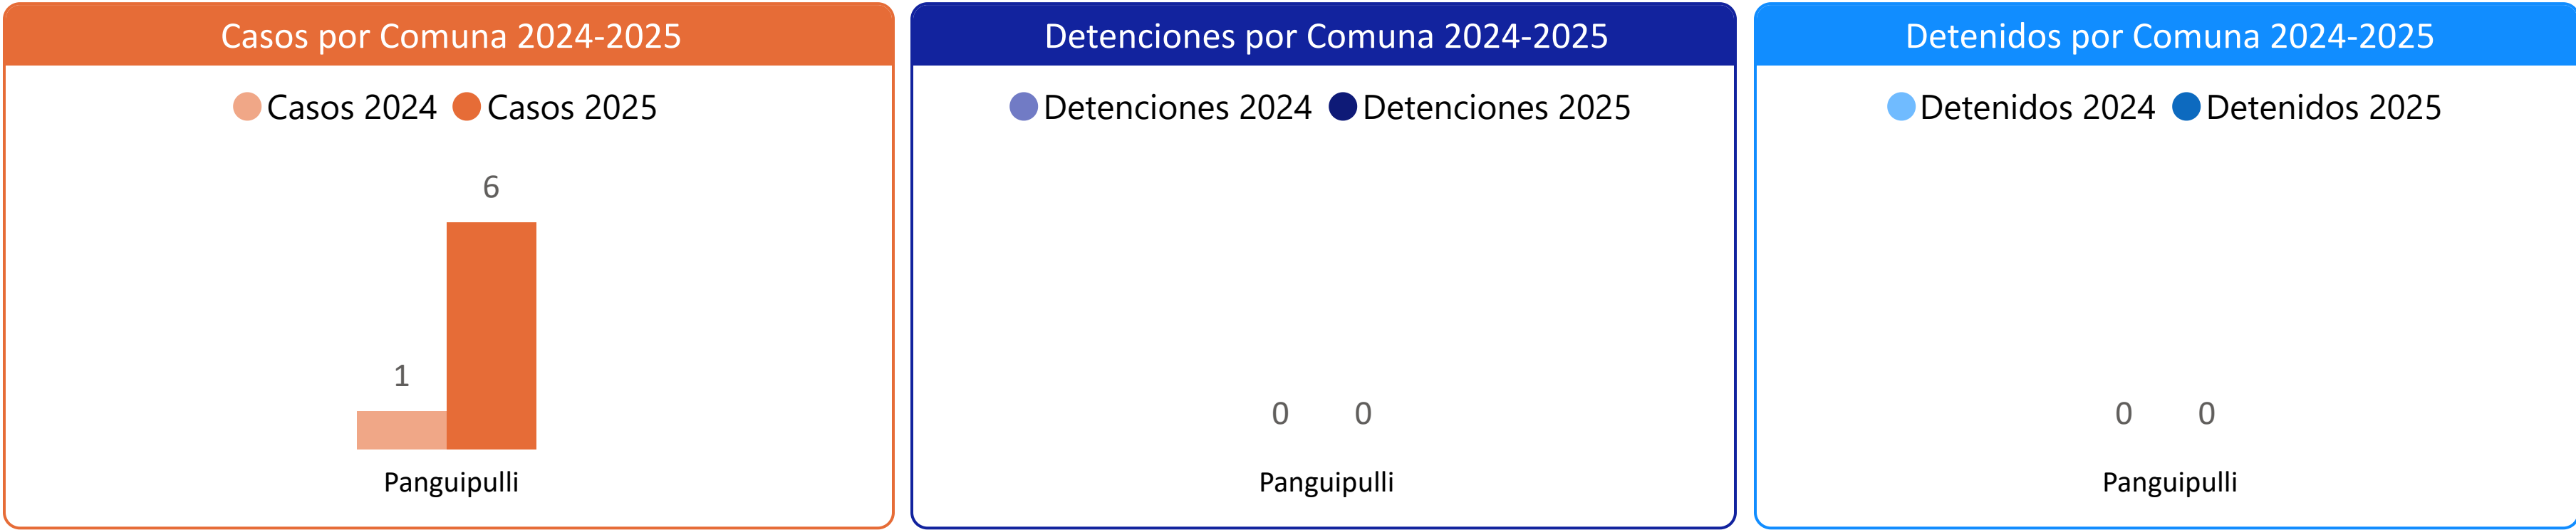 Casos por Comuna 2024-2025
Casos 2024 Casos 2025
6
1
Panguipulli
Detenciones por Comuna 2024-2025
Detenciones 2024 Detenciones 2025
0 0
Panguipulli
Detenidos por Comuna 2024-2025
Detenidos 2024 Detenidos 2025
0 0
Panguipulli